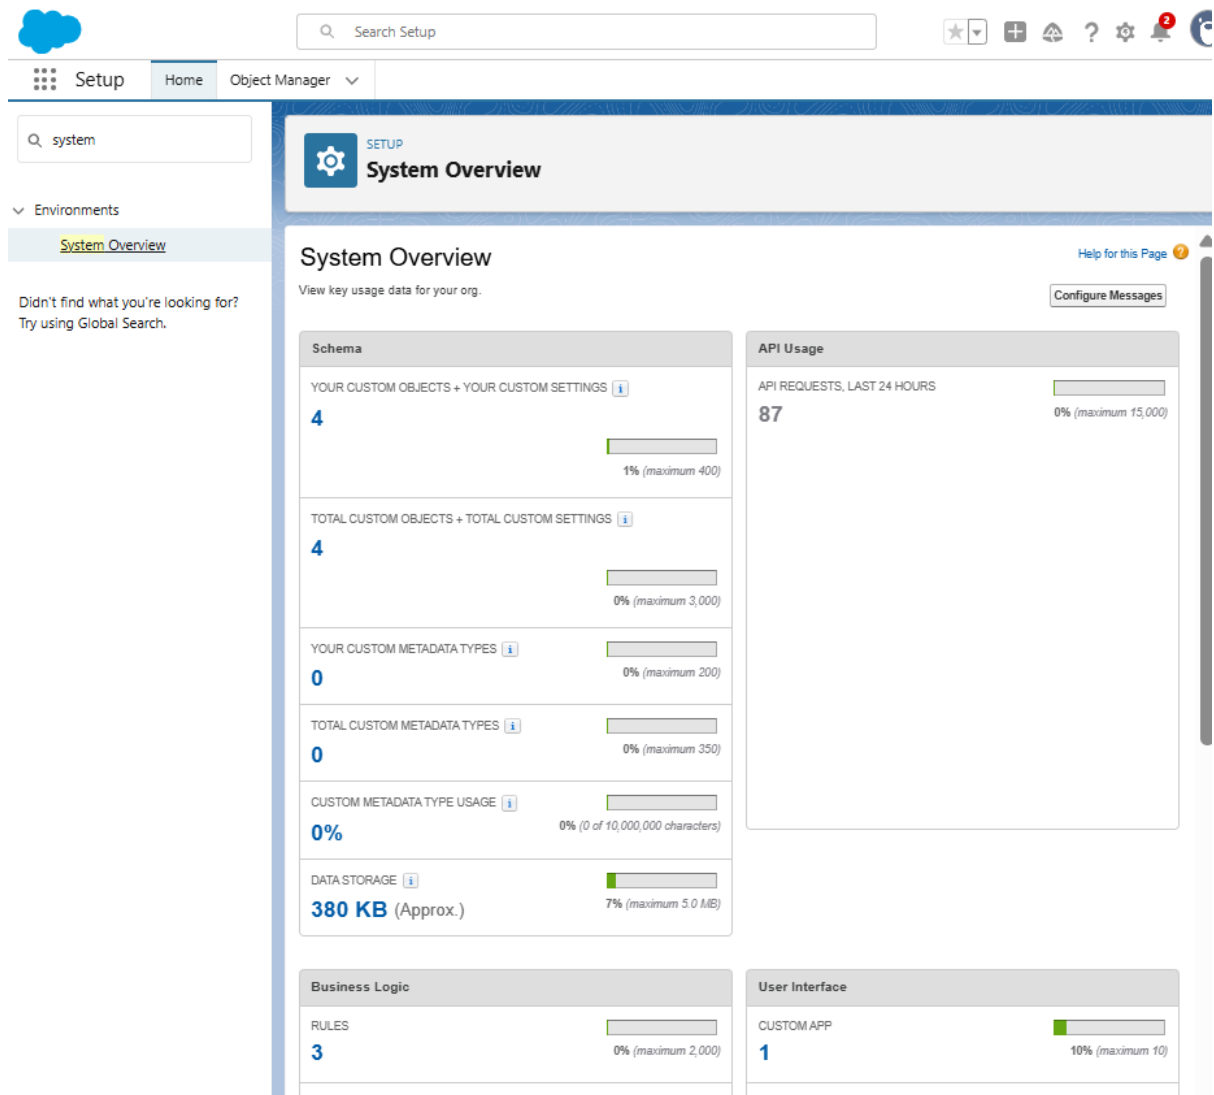 Search Setup
2
Setup
Home
Object Manager
system
Environments
System Overview
Didn't find what you're looking for?
Try using Global Search.
SETUP
System Overview
System Overview
Help for this Page ?
View key usage data for your org.
Configure Messages
Schema
YOUR CUSTOM OBJECTS + YOUR CUSTOM SETTINGS i
4
1% (maximum 400)
TOTAL CUSTOM OBJECTS + TOTAL CUSTOM SETTINGS i
4
0% (maximum 3,000)
YOUR CUSTOM METADATA TYPES i
0
0% (maximum 200)
TOTAL CUSTOM METADATA TYPES i
0
0% (maximum 350)
CUSTOM METADATA TYPE USAGE i
0%
0% (0 of 10,000,000 characters)
DATA STORAGE i
380 KB (Approx.)
7% (maximum 5.0 MB)
API Usage
API REQUESTS, LAST 24 HOURS
87
0% (maximum 15,000)
Business Logic
RULES
3
0% (maximum 2,000)
User Interface
CUSTOM APP
1
10% (maximum 10)